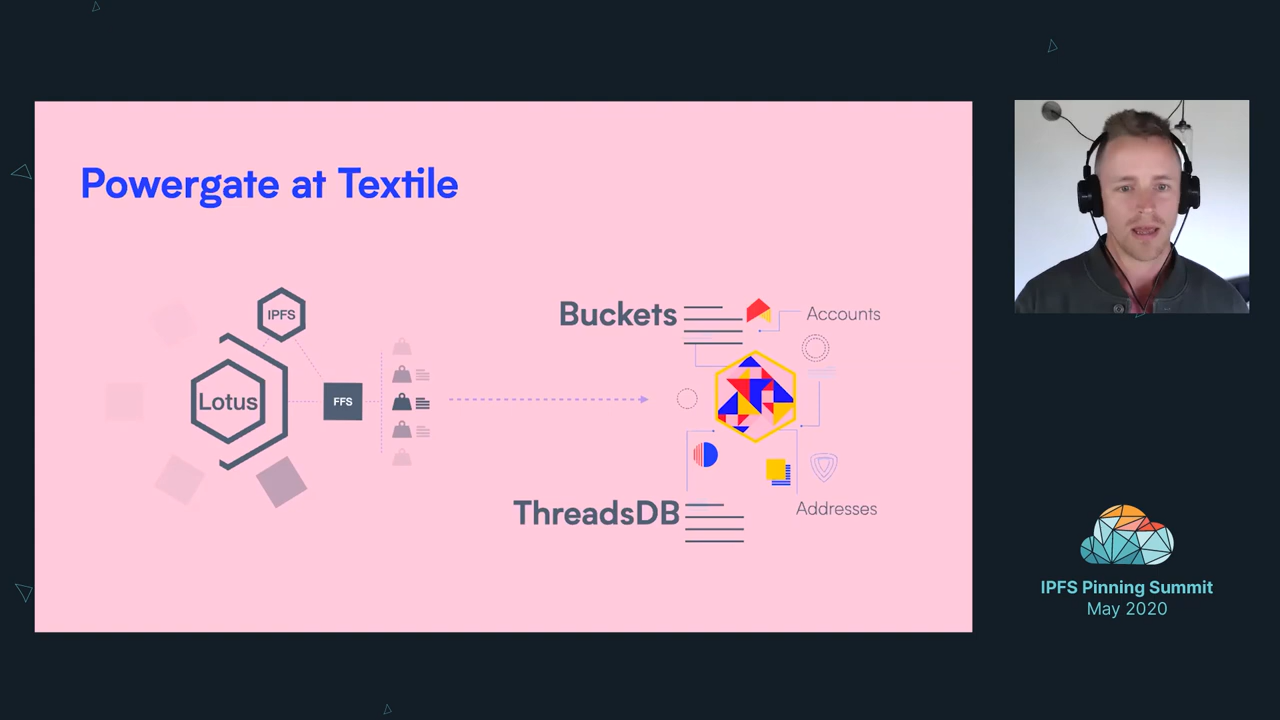 Powergate at Textile
IPFS
Lotus
FFS
Buckets
Accounts
ThreadsDB
Addresses
IPFS Pinning Summit
May 2020